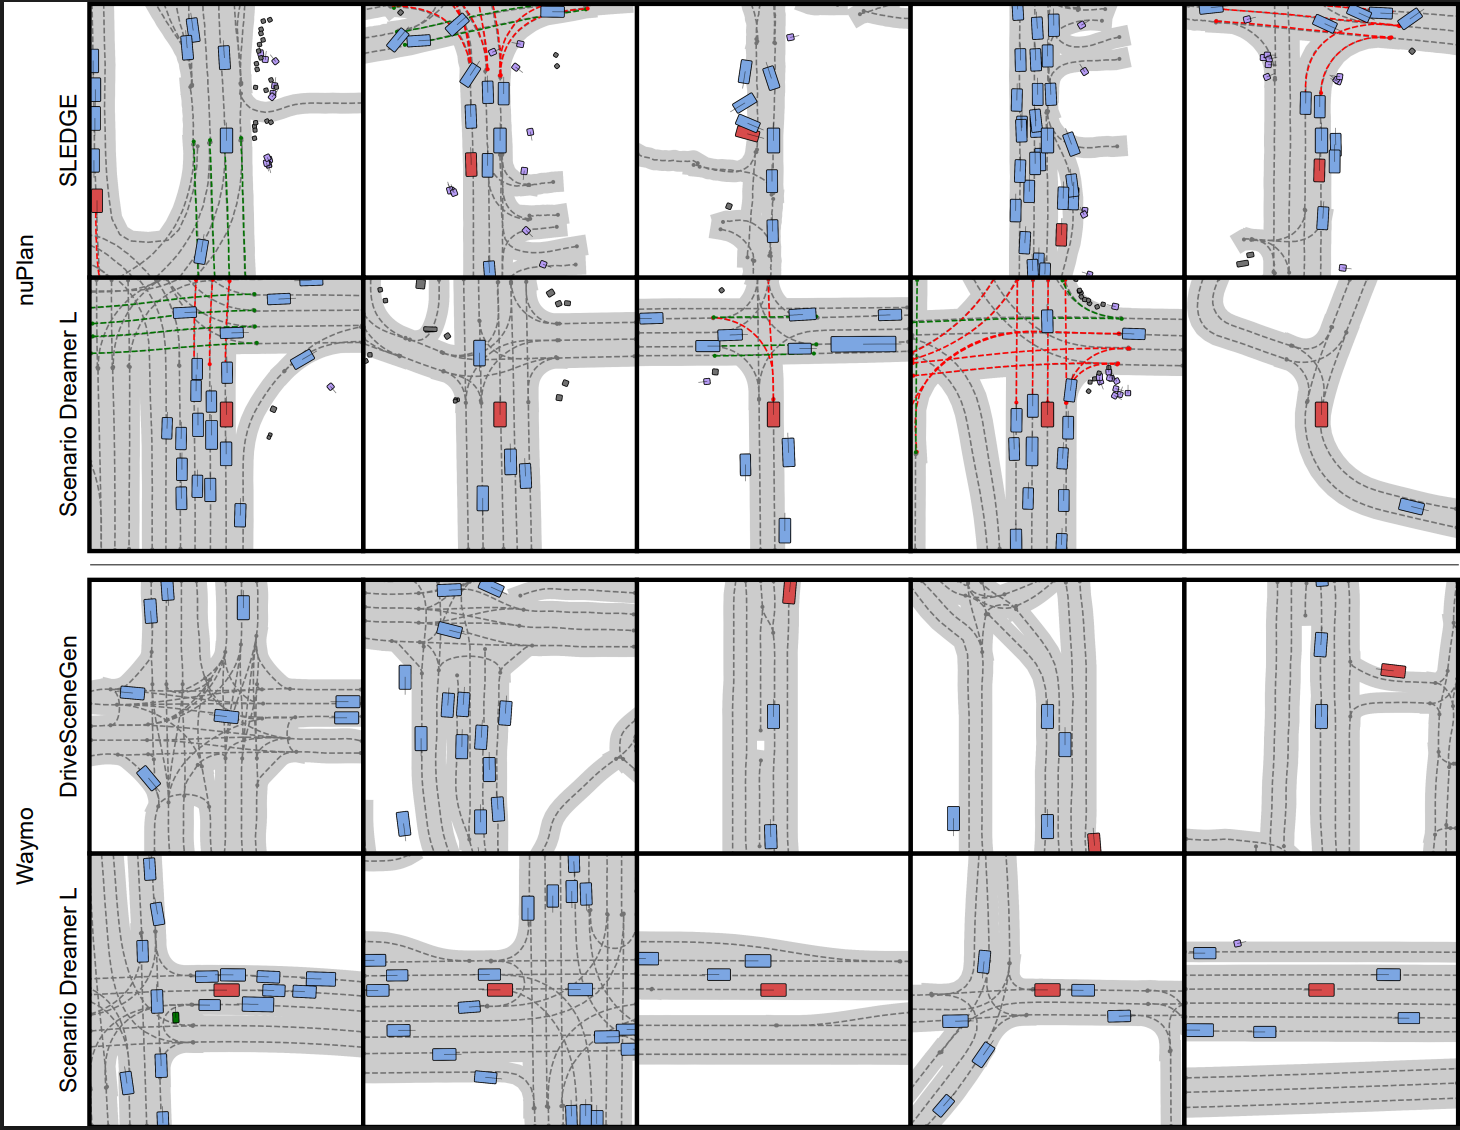 nuPlan
SLEDGE
Scenario Dreamer L
Waymo
DriveSceneGen
Scenario Dreamer L